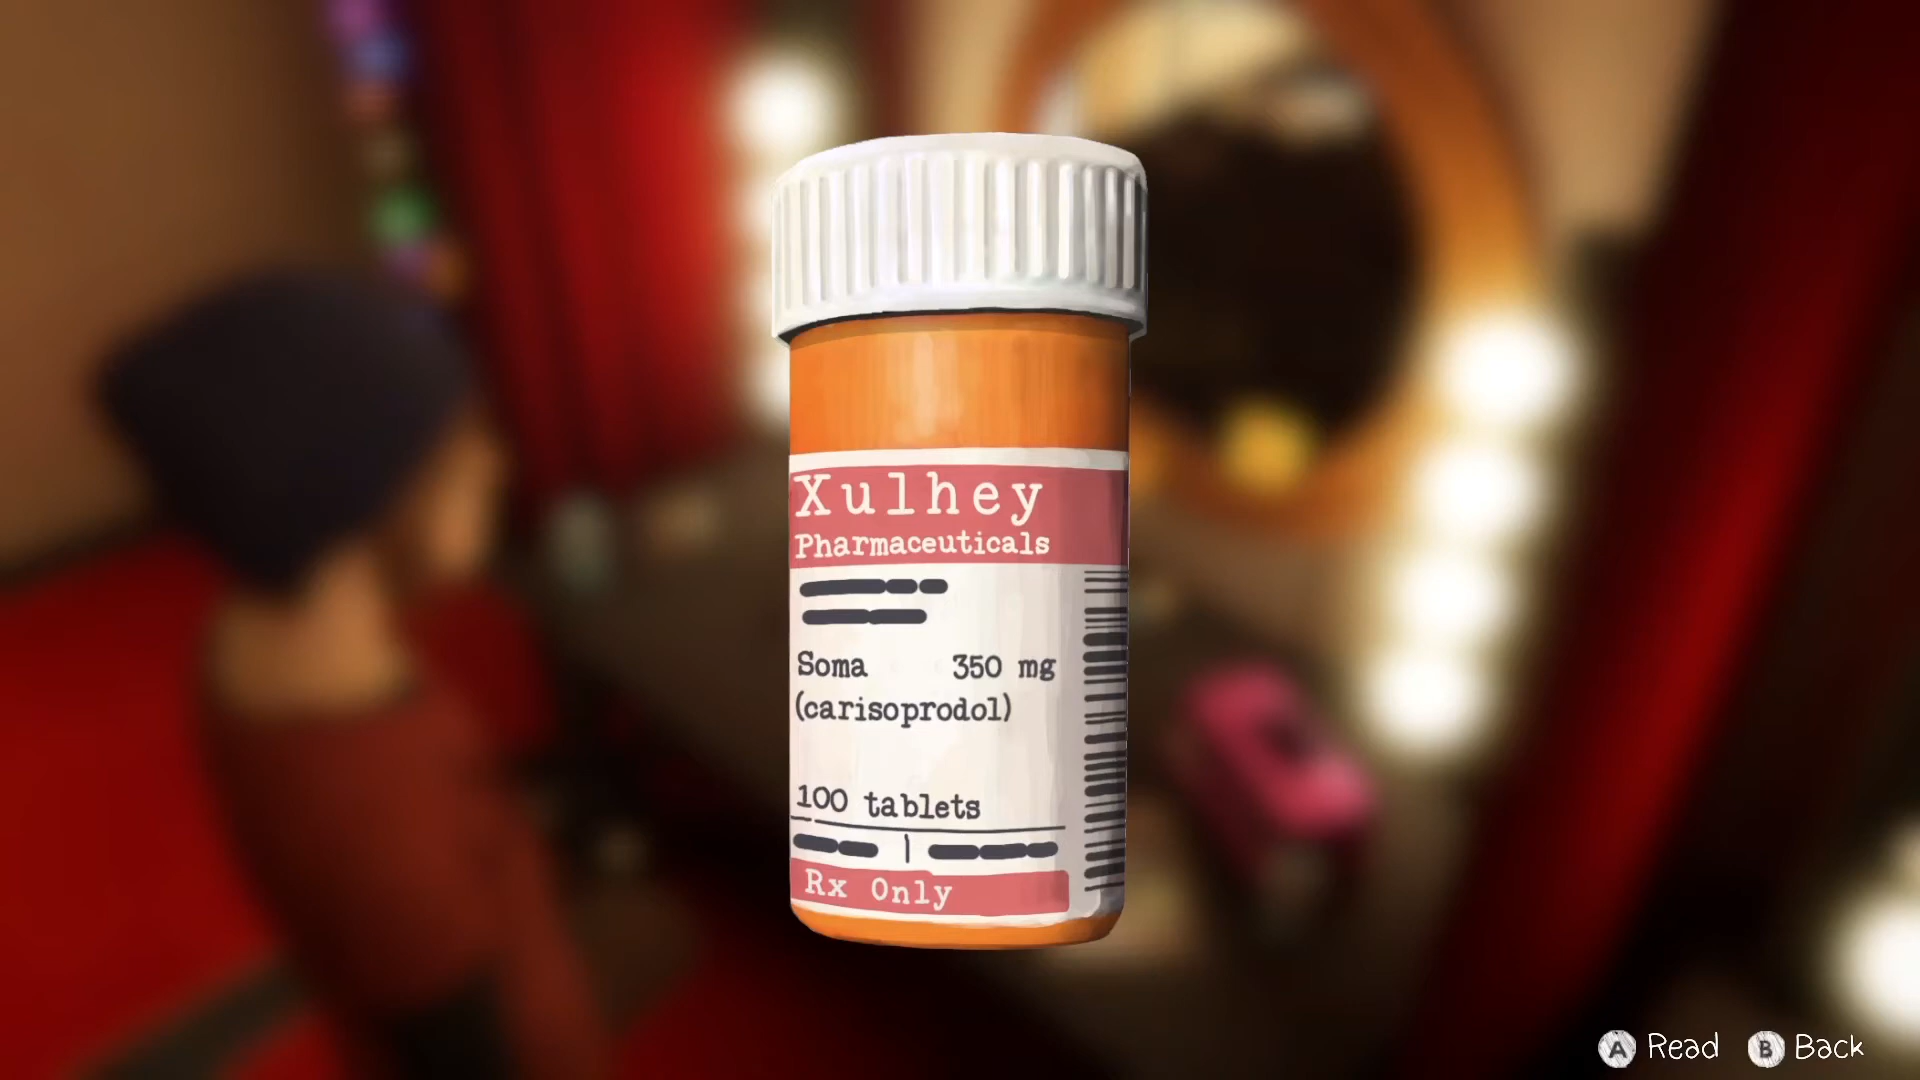 Xulhey
Pharmaceuticals
Soma 350 mg
(carisoprodol)
100 tablets
Rx Only
A Read B Back